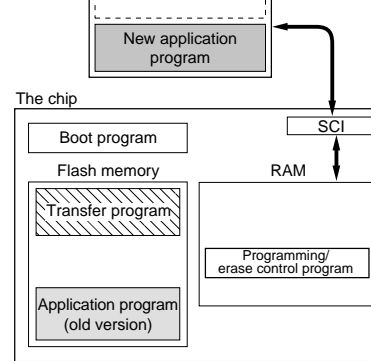 New application
program
The chip
SCI
Boot program
Flash memory
RAM
Transfer program
Programming/
erase control program
Application program
(old version)